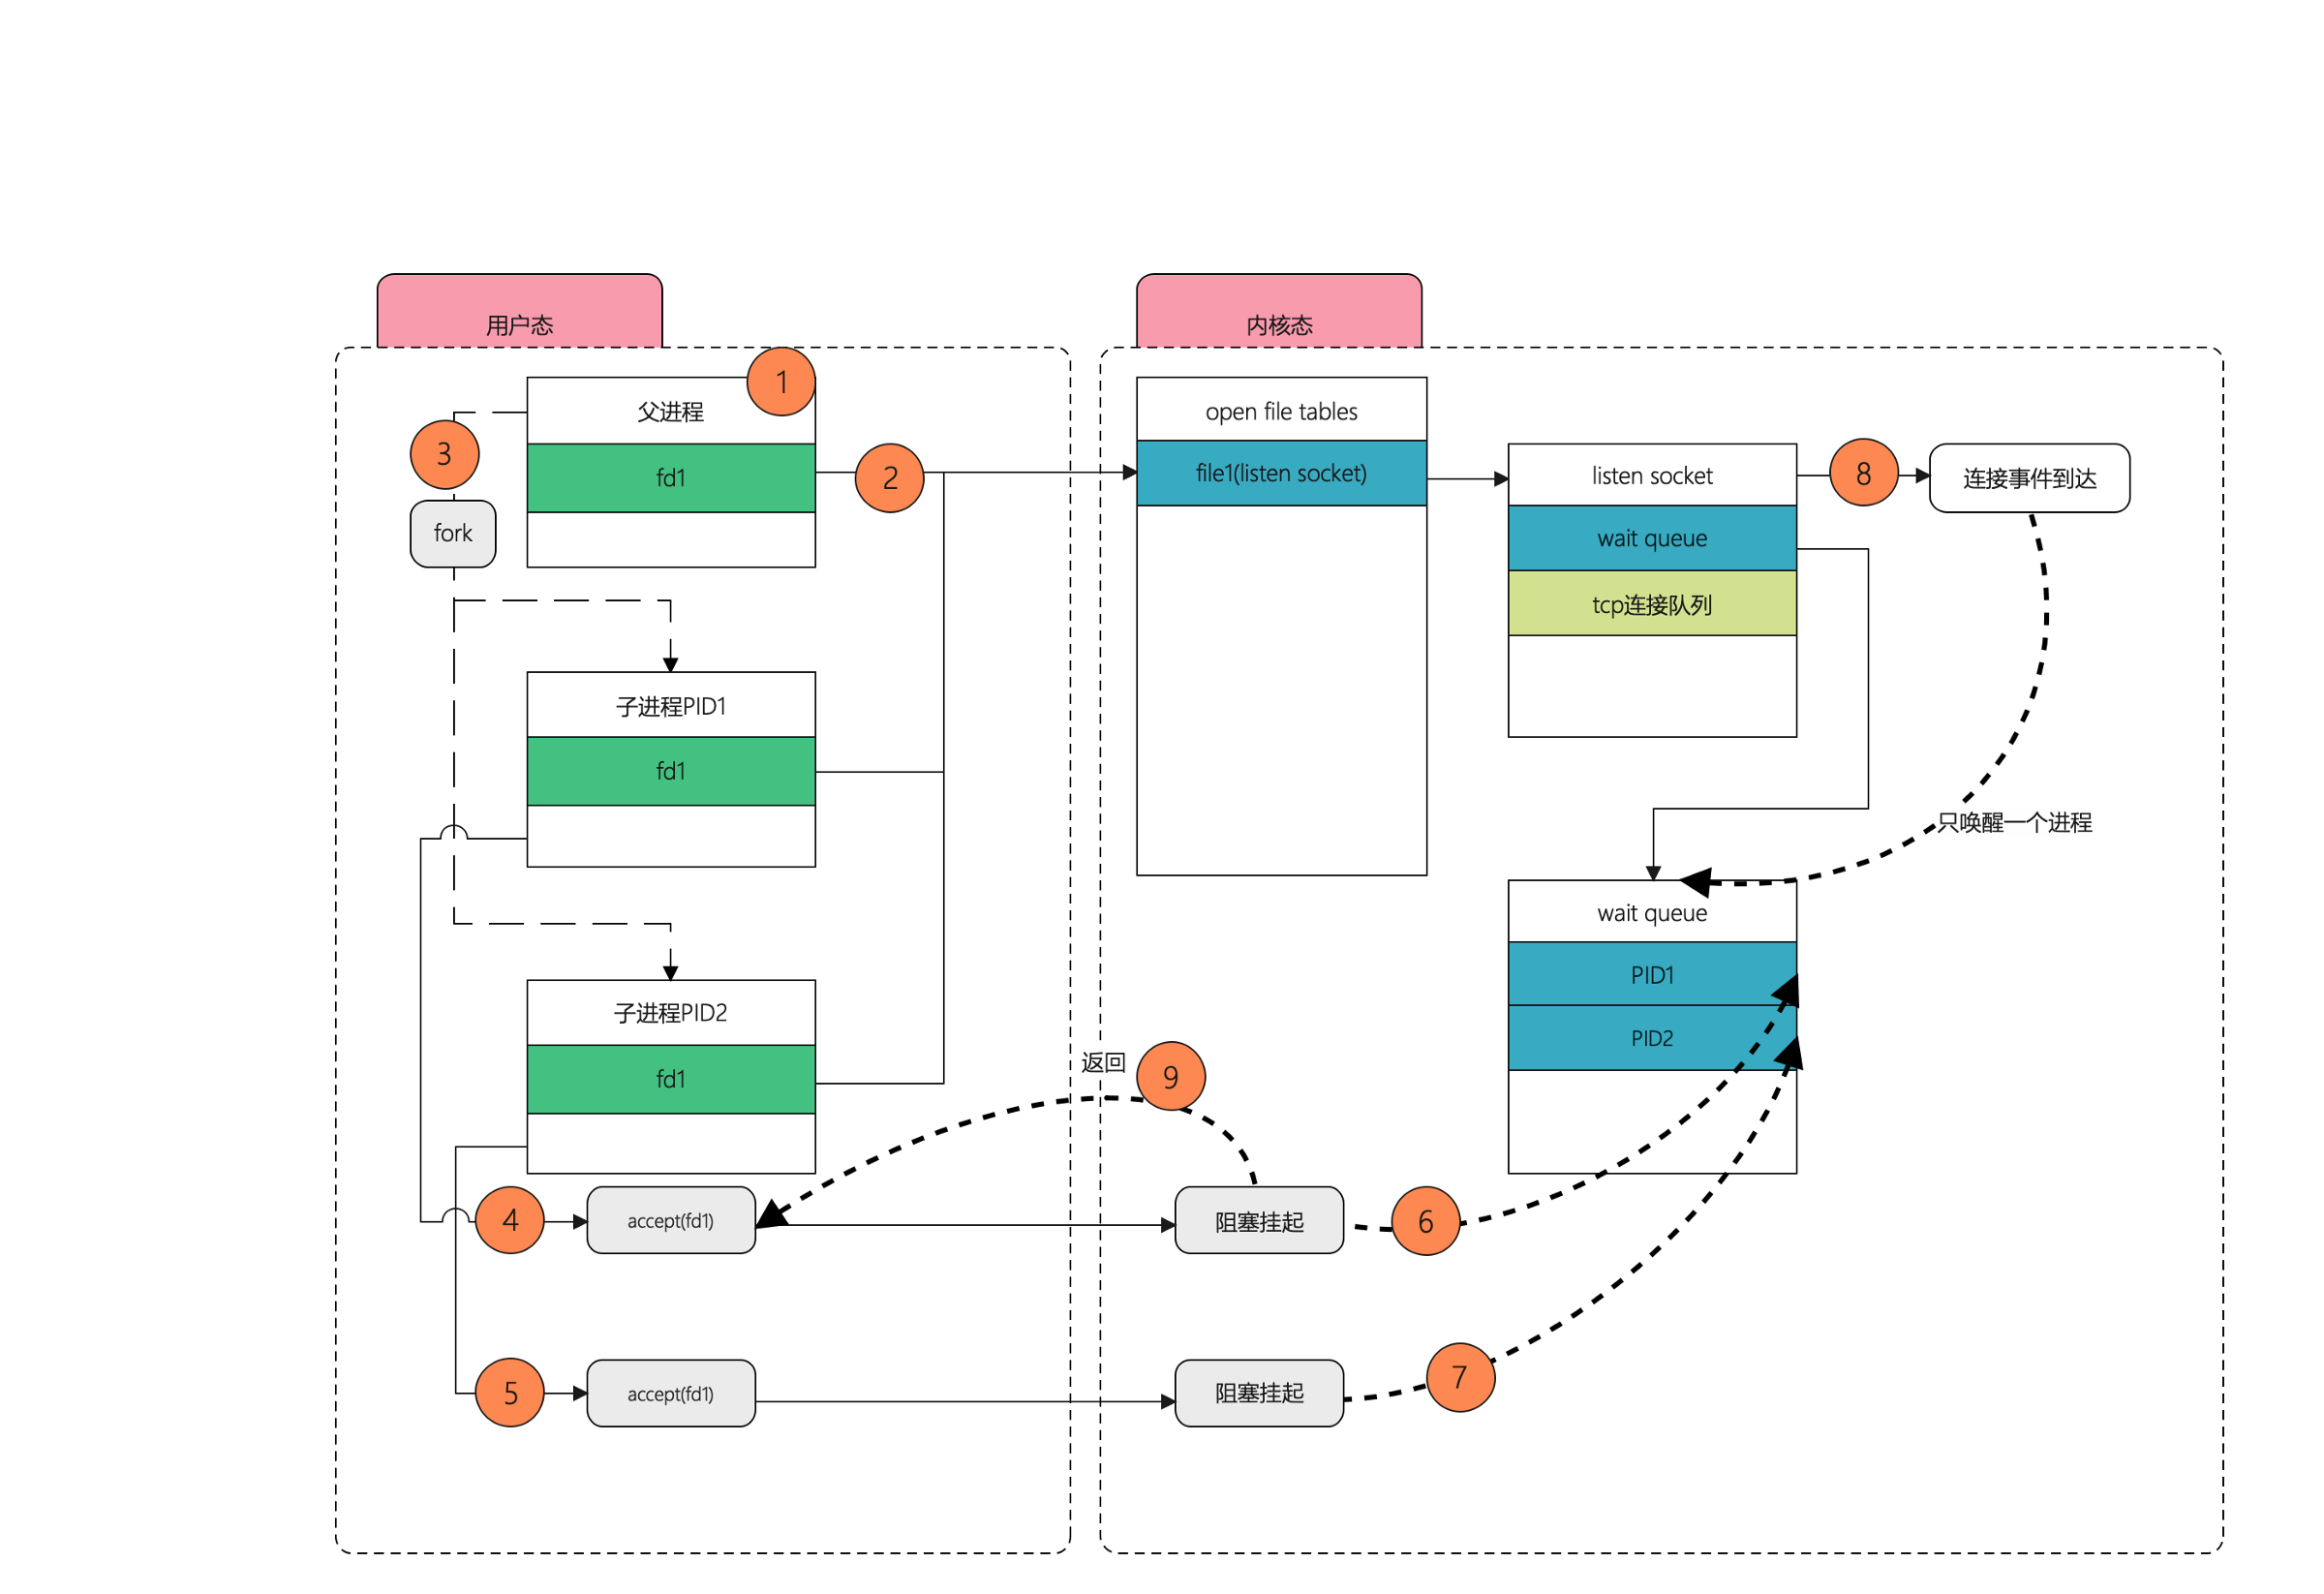 用户态
内核态
1
父进程
open file tables
3
fd1
2
file1(listen socket)
listen socket
8
连接事件到达
fork
wait queue
tcp连接队列
子进程PID1
fd1
只唤醒一个进程
wait queue
PID1
子进程PID2
PID2
fd1
返回
9
4
accept(fd1)
阻塞挂起
6
5
accept(fd1)
阻塞挂起
7